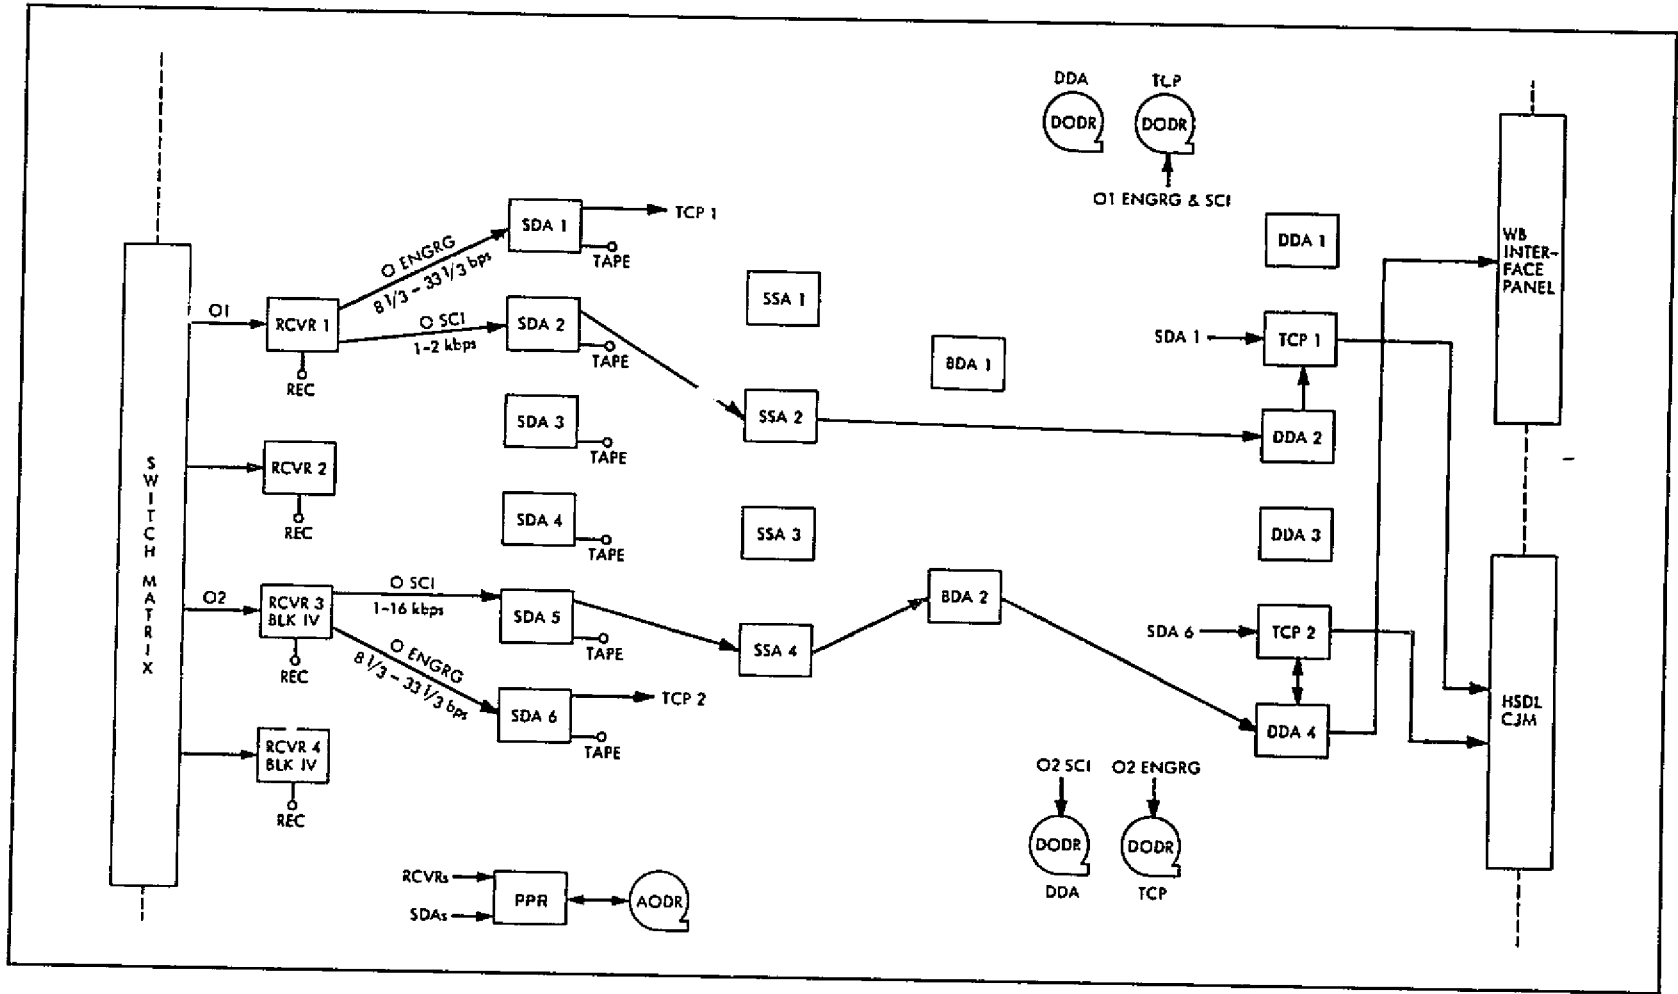 DDA
TCP
DODR
DODR
O1 ENGRG & SCI
SWITCH MATRIX
O1
RCVR 1
REC
O ENGRG
8 1/3 - 33 1/3 bps
O SCI
1-2 kbps
SDA 1
TCP 1
TAPE
SDA 2
TAPE
SDA 3
TAPE
SDA 4
TAPE
RCVR 2
REC
O2
RCVR 3
BLK IV
REC
O SCI
1-16 kbps
O ENGRG
8 1/3 - 33 1/3 bps
SDA 5
TAPE
SDA 6
TCP 2
TAPE
RCVR 4
BLK IV
REC
SSA 1
SSA 2
SSA 3
SSA 4
BDA 1
BDA 2
DDA 1
SDA 1
TCP 1
DDA 2
DDA 3
SDA 6
TCP 2
DDA 4
WB
INTER-
FACE
PANEL
HSDL
CJM
O2 SCI
O2 ENGRG
DODR
DODR
DDA
TCP
RCVRs
SDAs
PPR
AODR